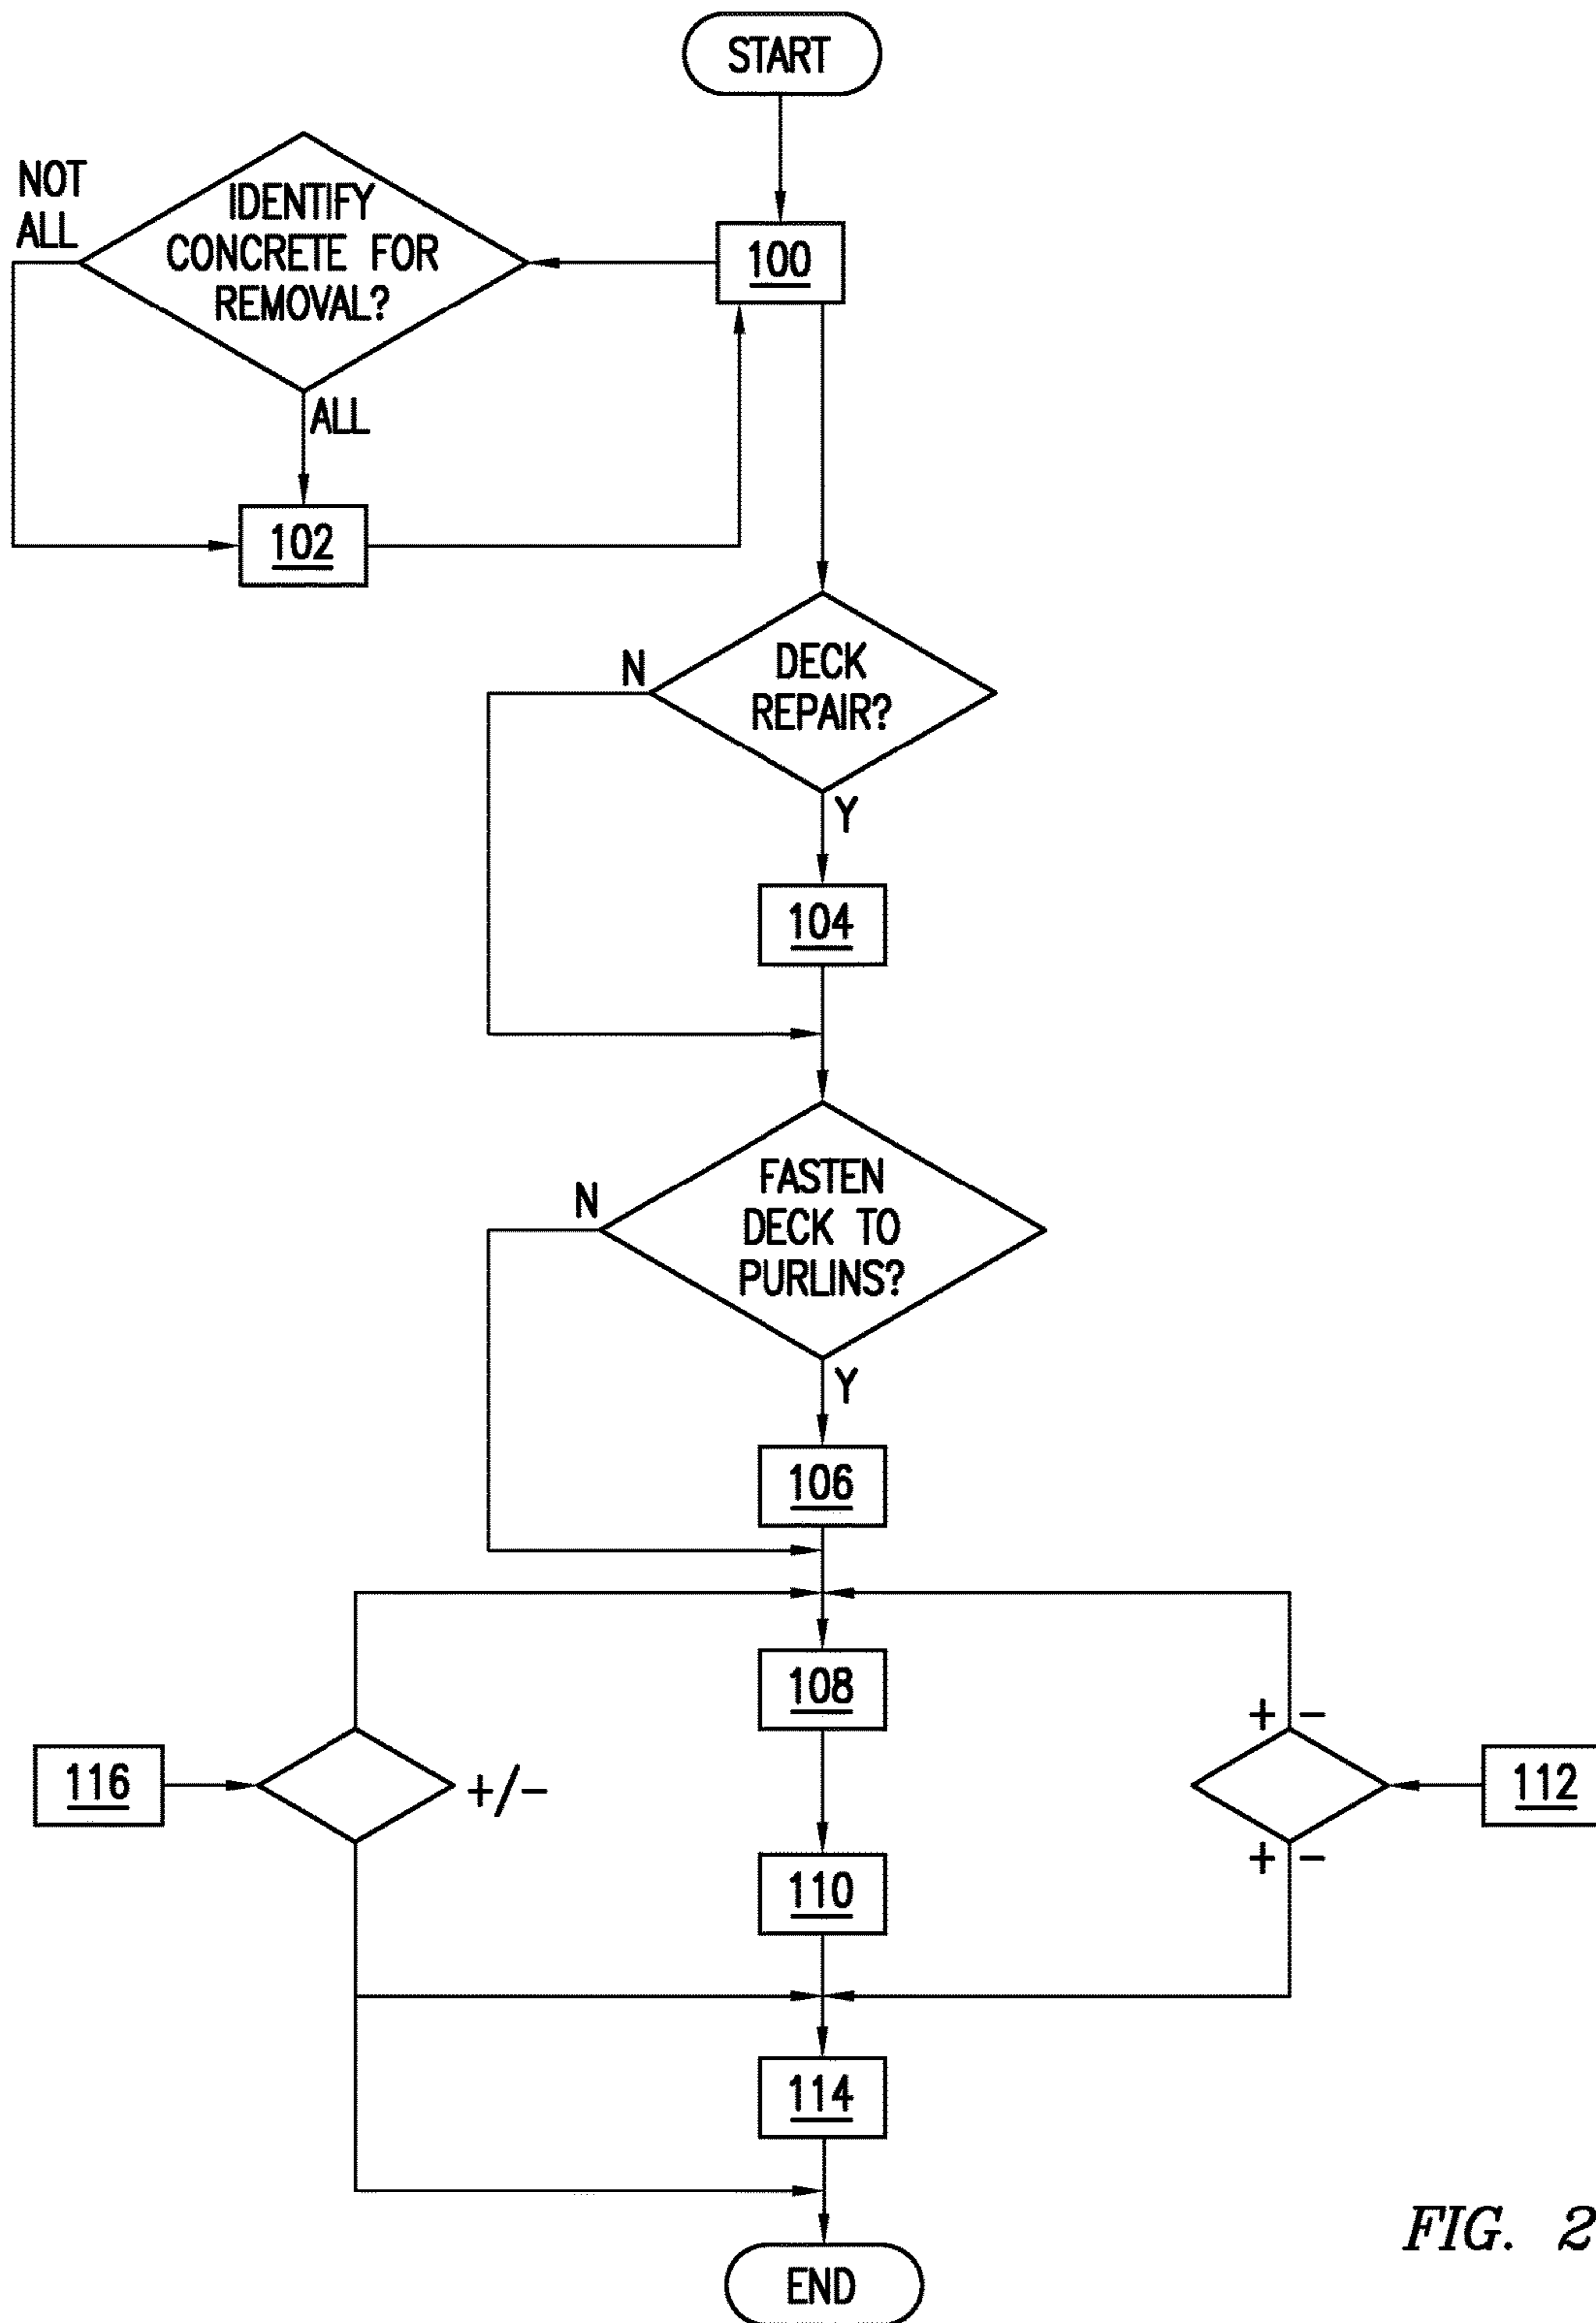 START
NOT
ALL
IDENTIFY
CONCRETE FOR
REMOVAL?
100
ALL
102
N
DECK
REPAIR?
Y
104
N
FASTEN
DECK TO
PURLINS?
Y
106
108
+ -
116
+/-
112
+ -
110
114
END
FIG. 2